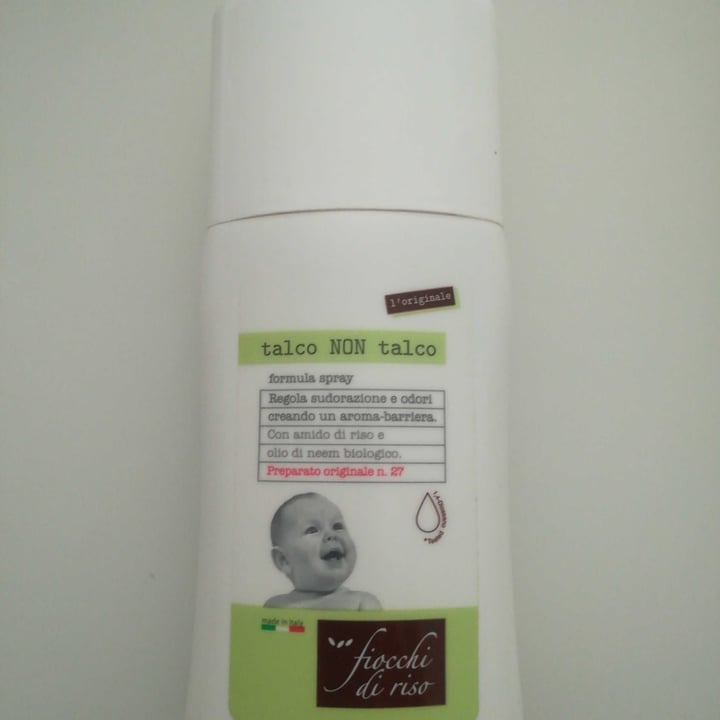 l'originale
talco NON talco
formula spray
Regola sudorazione e odori
creando un aroma-barriera.
Con amido di riso e
olio di neem biologico.
Preparato originale n. 27
Tested
made in Italy
fiocchi
di riso